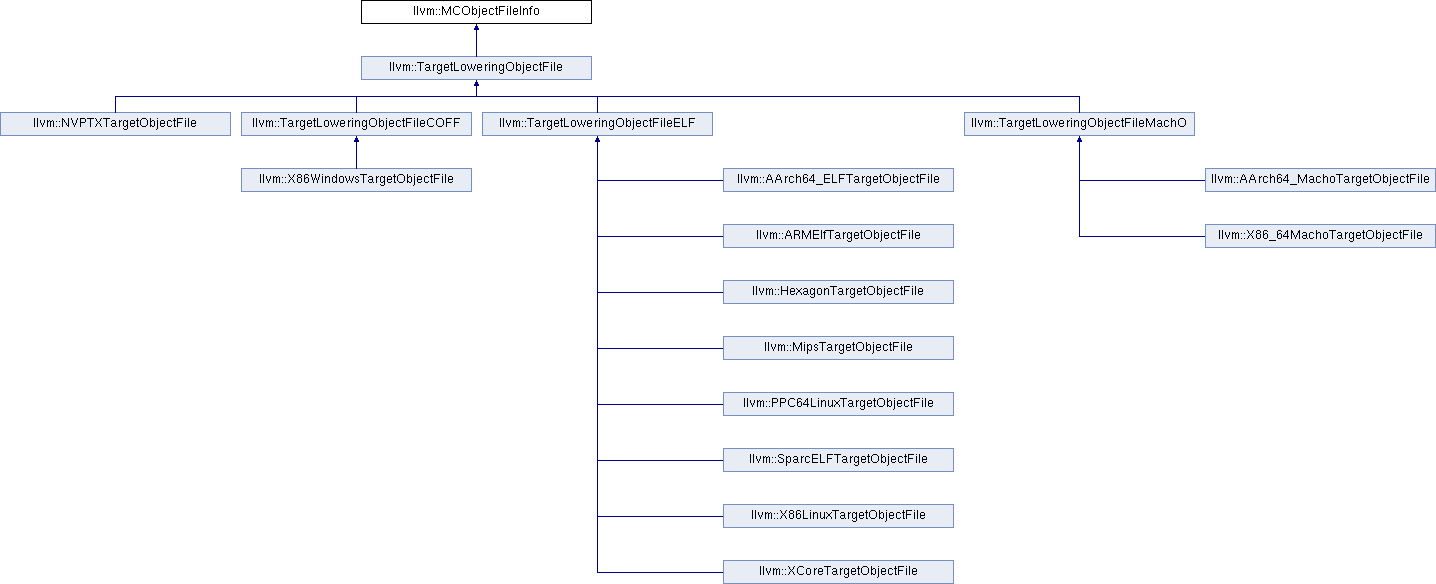 llvm::MCObjectFileInfo
llvm::TargetLoweringObjectFile
llvm::NVPTXTargetObjectFile
llvm::TargetLoweringObjectFileCOFF
llvm::TargetLoweringObjectFileELF
llvm::TargetLoweringObjectFileMachO
llvm::X86WindowsTargetObjectFile
llvm::AArch64_ELFTargetObjectFile
llvm::AArch64_MachoTargetObjectFile
llvm::ARMElfTargetObjectFile
llvm::X86_64MachoTargetObjectFile
llvm::HexagonTargetObjectFile
llvm::MipsTargetObjectFile
llvm::PPC64LinuxTargetObjectFile
llvm::SparcELFTargetObjectFile
llvm::X86LinuxTargetObjectFile
llvm::XCoreTargetObjectFile